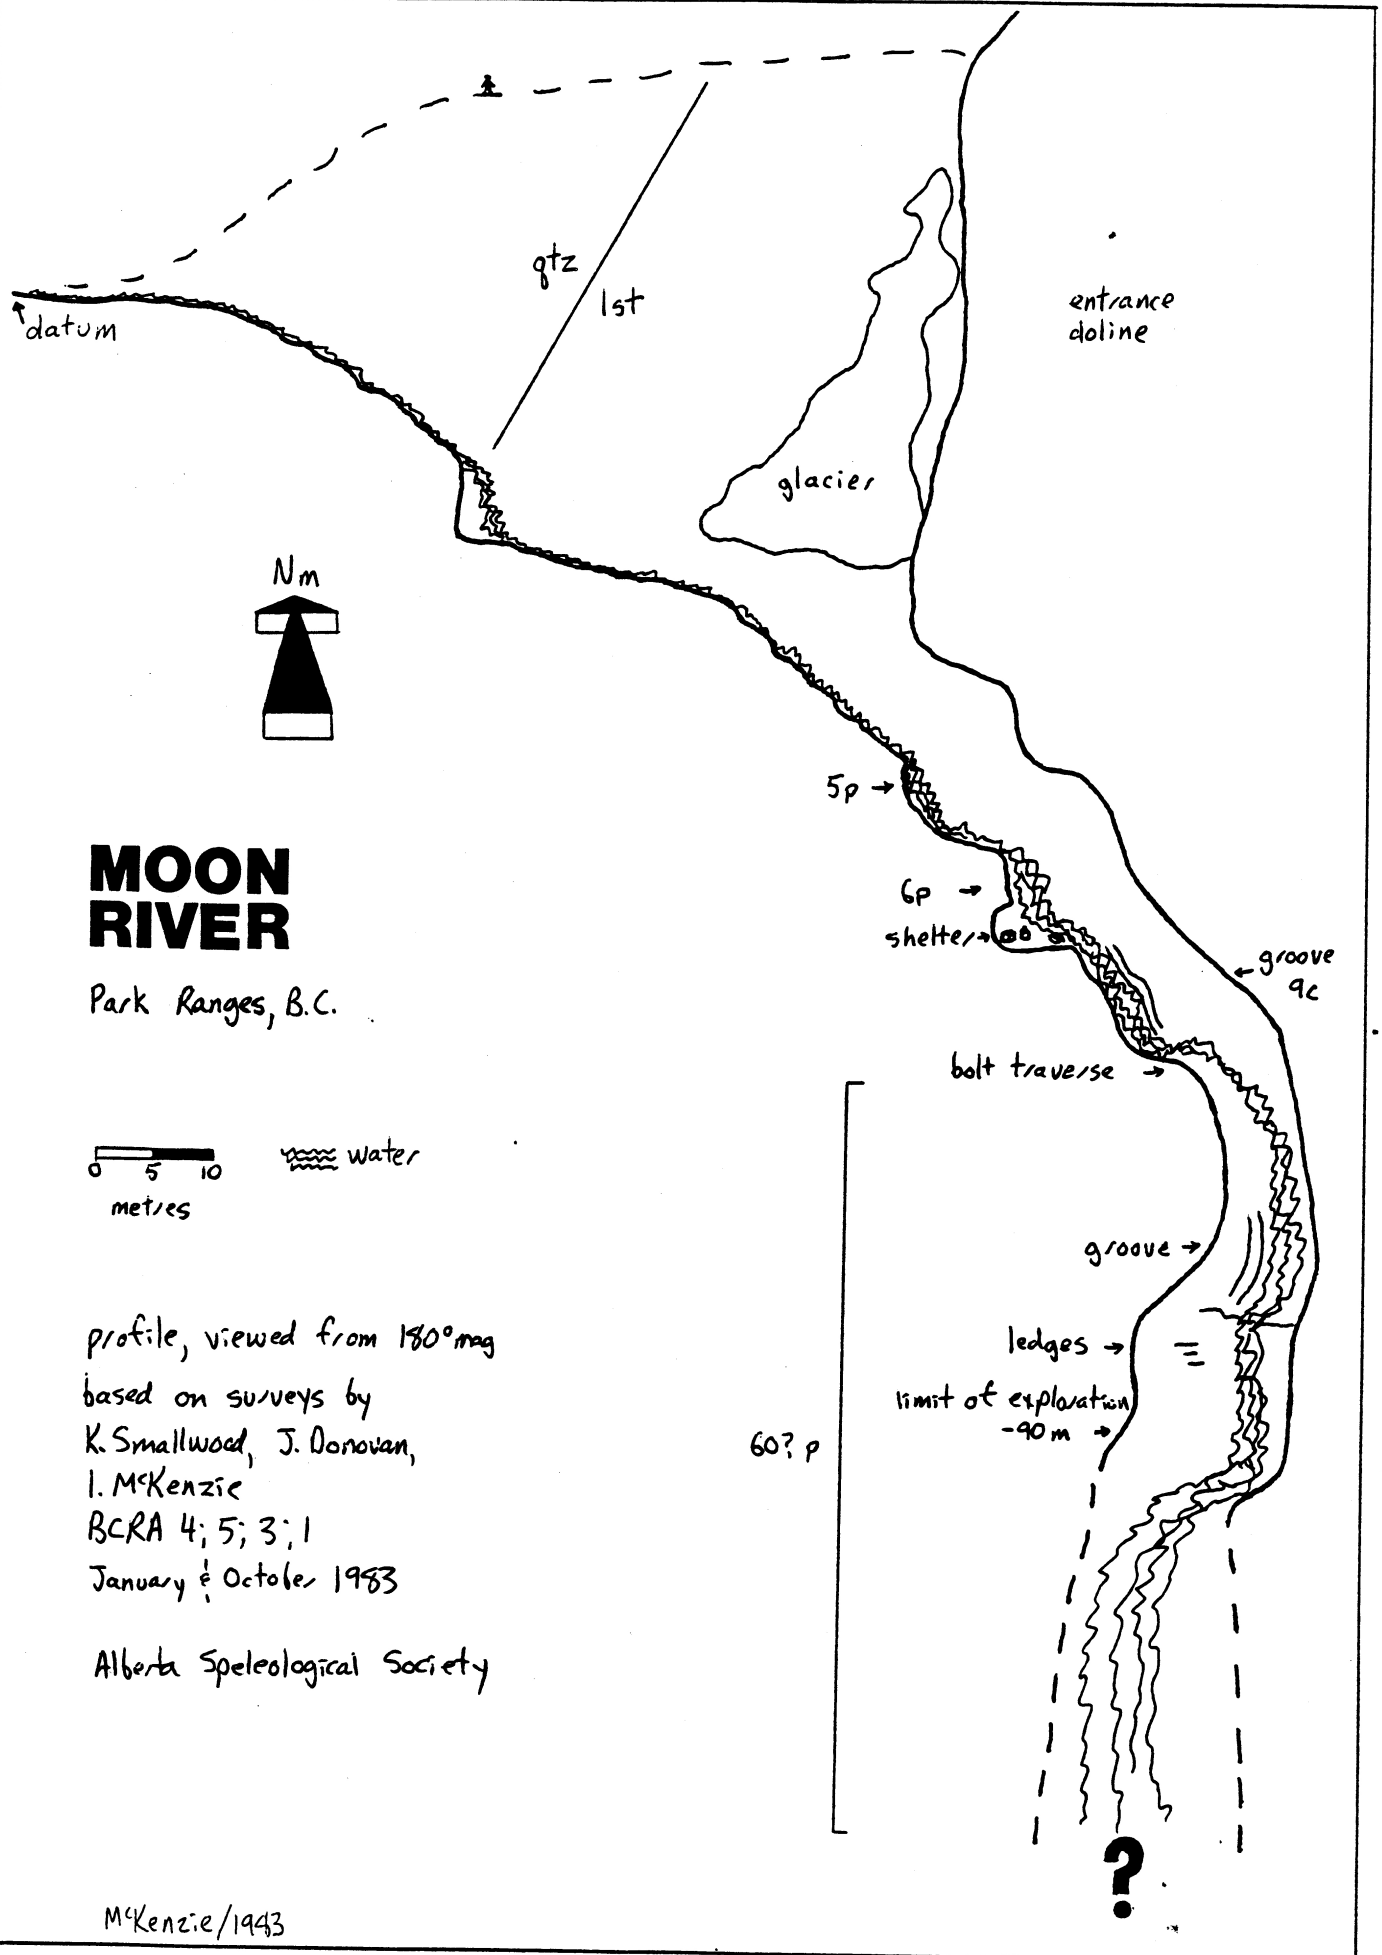 qtz
lst
datum
entrance
doline
glacier
Nm
5p
MOON
RIVER
6p
shelter
groove
9c
Park Ranges, B.C.
bolt traverse
water
0 5 10
metres
groove
profile, viewed from 180° mag
ledges
based on surveys by
limit of exploration
-90m
K. Smallwood, J. Donovan,
60? p
I. McKenzie
BCRA 4; 5; 3; 1
January & October 1983
Alberta Speleological Society
?
McKenzie/1983